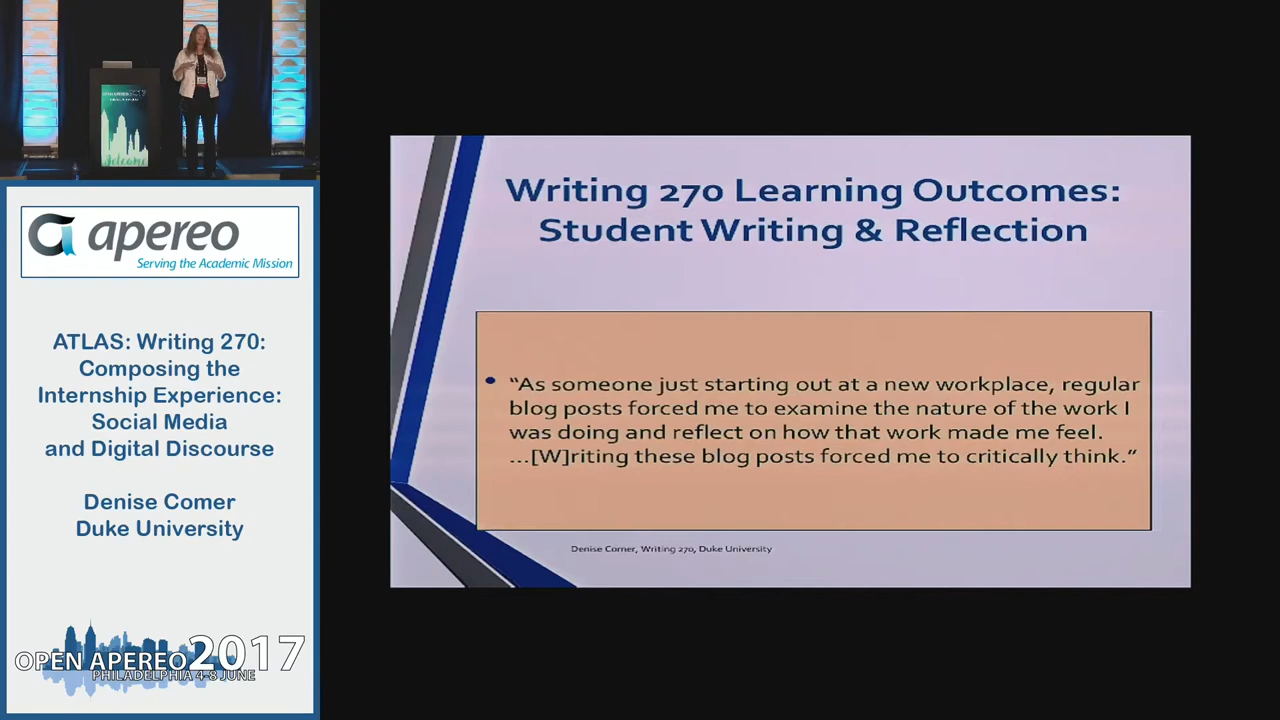 apereo
Serving the Academic Mission
ATLAS: Writing 270:
Composing the
Internship Experience:
Social Media
and Digital Discourse
Denise Comer
Duke University
OPEN APEREO 2017
PHILADELPHIA 4-8 JUNE
Welcome
Writing 270 Learning Outcomes:
Student Writing & Reflection
• “As someone just starting out at a new workplace, regular
blog posts forced me to examine the nature of the work I
was doing and reflect on how that work made me feel.
...[W]riting these blog posts forced me to critically think.”
Denise Comer, Writing 270, Duke University